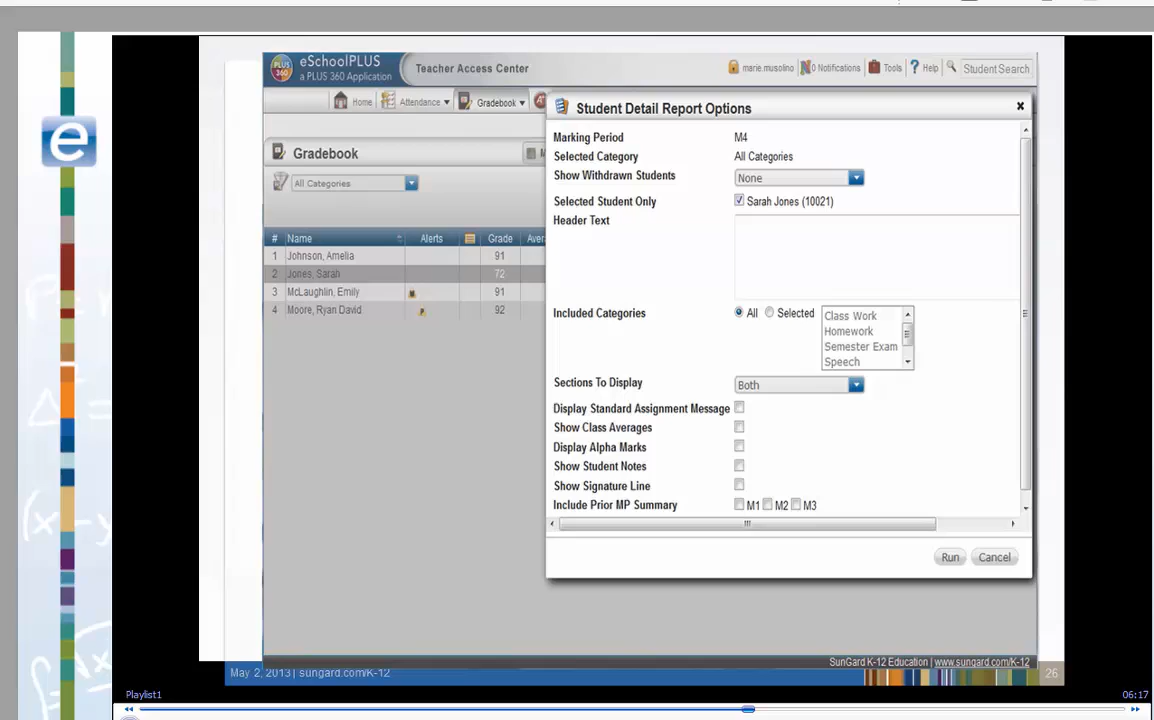 eSchoolPLUS
a PLUS 360 Application
PLUS 360
Teacher Access Center
marie.musolino
0 Notifications
Tools
Help
Student Search
Home
Attendance
Gradebook
Gradebook
All Categories
# Name Alerts Grade Aver
1 Johnson, Amelia 91
2 Jones, Sarah 72
3 McLaughlin, Emily 91
4 Moore, Ryan David 92
Student Detail Report Options
Marking Period M4
Selected Category All Categories
Show Withdrawn Students None
Selected Student Only Sarah Jones (10021)
Header Text
Included Categories All Selected
Class Work
Homework
Semester Exam
Speech
Sections To Display Both
Display Standard Assignment Message
Show Class Averages
Display Alpha Marks
Show Student Notes
Show Signature Line
Include Prior MP Summary M1 M2 M3
Run Cancel
SunGard K-12 Education | www.sungard.com/K-12
May 2, 2013 | sungard.com/K-12
26
Playlist1
06:17